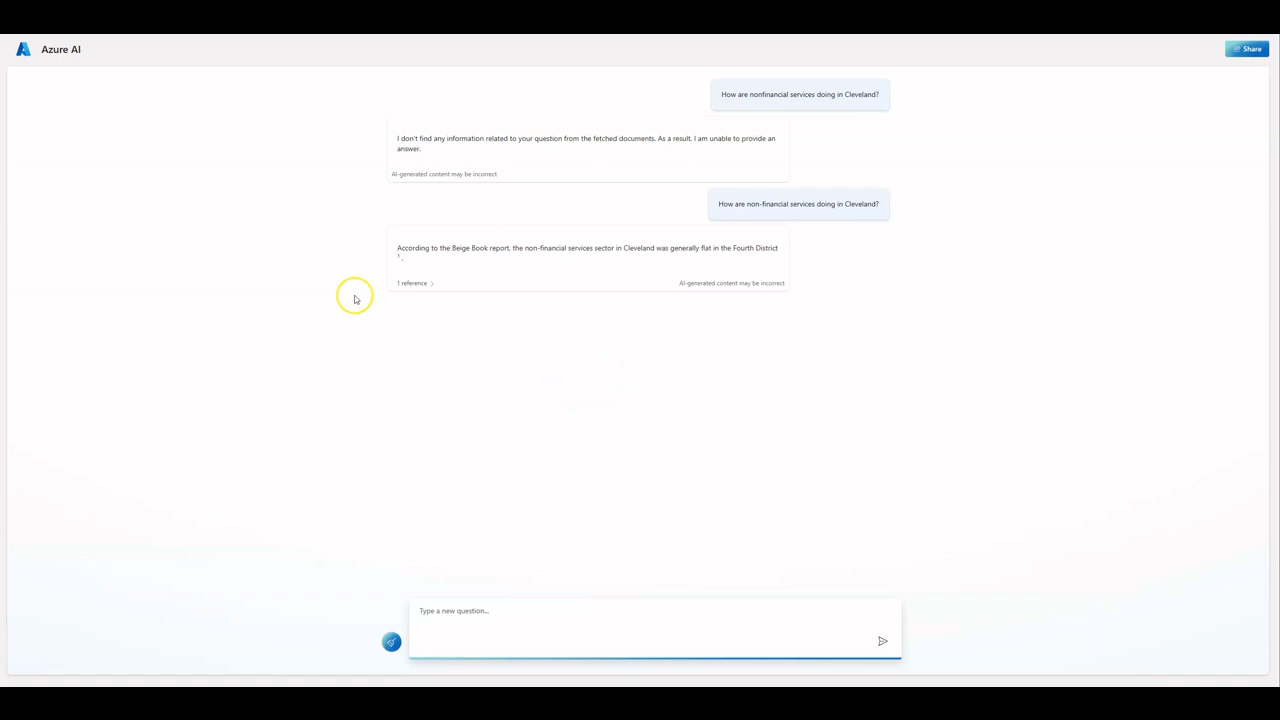 Azure AI
Share
How are nonfinancial services doing in Cleveland?
I don't find any information related to your question from the fetched documents. As a result. I am unable to provide an
answer.
AI-generated content may be incorrect
How are non-financial services doing in Cleveland?
According to the Beige Book report, the non-financial services sector in Cleveland was generally flat in the Fourth District
1 .
1 reference
AI-generated content may be incorrect
Type a new question...